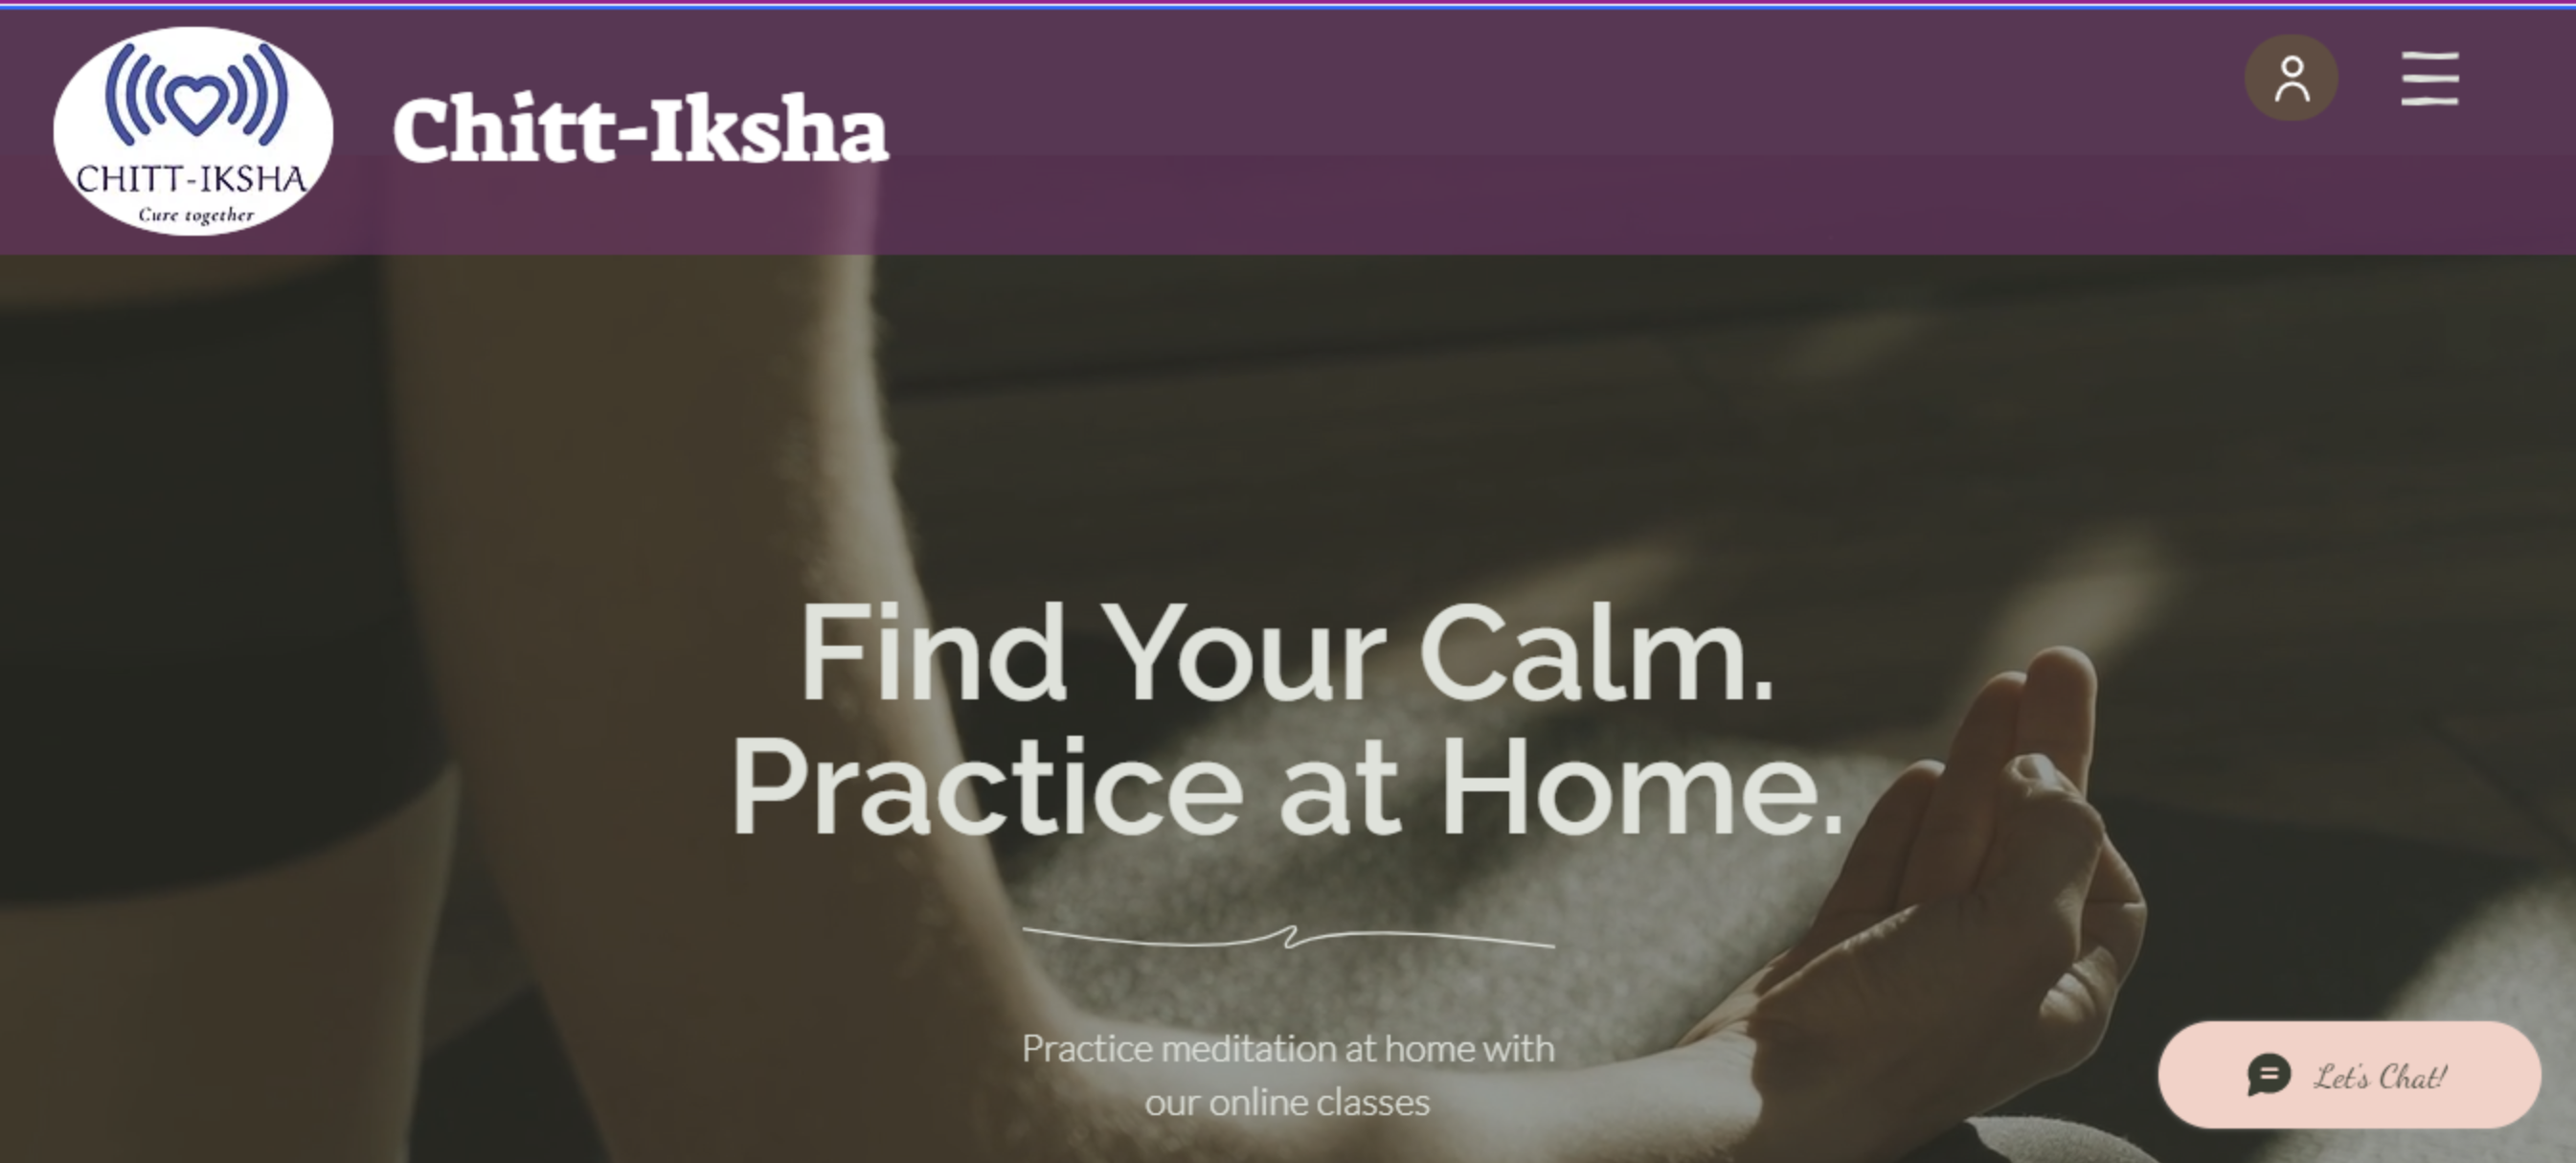 CHITT-IKSHA
Cure together
Chitt-Iksha
Find Your Calm.
Practice at Home.
Practice meditation at home with
our online classes
Let's Chat!